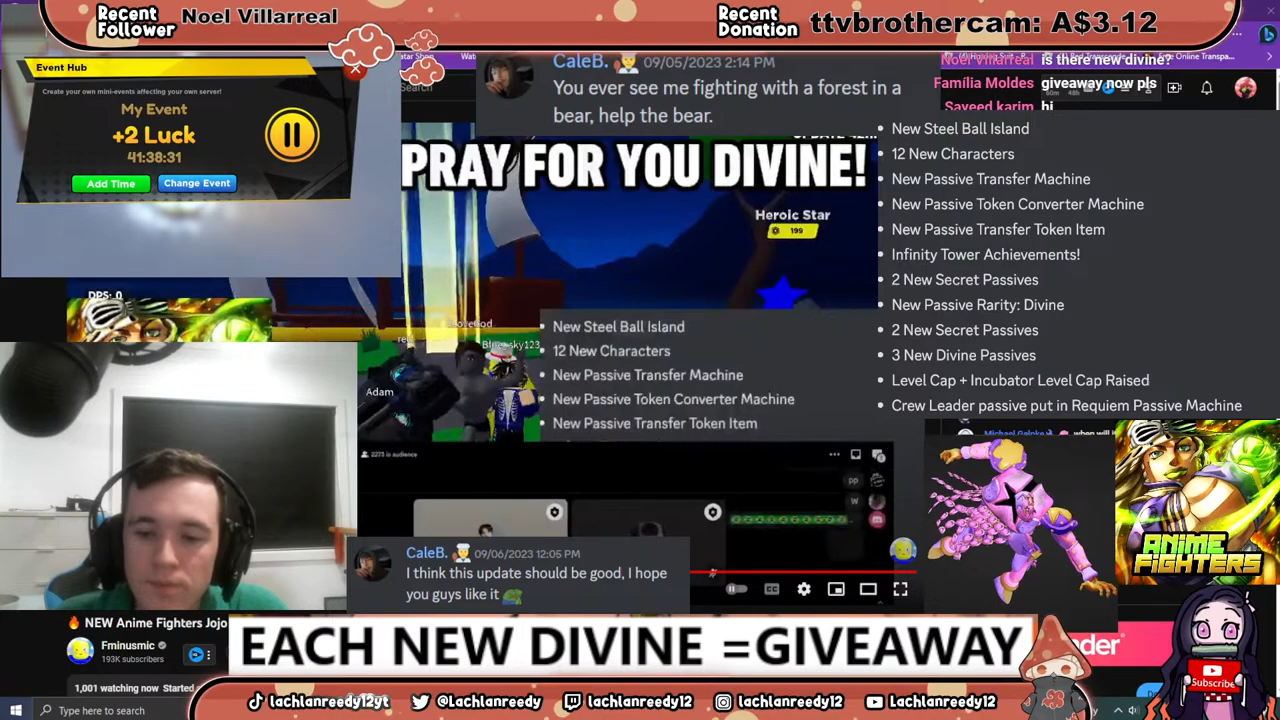 Recent
Follower
Noel Villarreal
Recent
Donation
ttvbrothercam: A$3.12
Event Hub
Create your own mini-events affecting your own server!
My Event
+2 Luck
41:38:31
Add Time
Change Event
CaleB. 09/05/2023 2:14 PM
You ever see me fighting with a forest in a
bear, help the bear.
Noel Villarreal is there new divine?
Família Moldes giveaway now pls
Sayeed karim hi
PRAY FOR YOU DIVINE!
Heroic Star
199
DPS: 0
Adam
New Steel Ball Island
12 New Characters
New Passive Transfer Machine
New Passive Token Converter Machine
New Passive Transfer Token Item
Infinity Tower Achievements!
2 New Secret Passives
New Passive Rarity: Divine
2 New Secret Passives
3 New Divine Passives
Level Cap + Incubator Level Cap Raised
Crew Leader passive put in Requiem Passive Machine
New Steel Ball Island
12 New Characters
New Passive Transfer Machine
New Passive Token Converter Machine
New Passive Transfer Token Item
2273 in audience
PP
W
CaleB. 09/06/2023 12:05 PM
I think this update should be good, I hope
you guys like it
ANIME
FIGHTERS
NEW Anime Fighters Jojo
Fminusmic
193K subscribers
1,001 watching now Started
EACH NEW DIVINE =GIVEAWAY
Subscribe
lachlanreedy12yt
@Lachlanreedy
lachlanreedy12
lachlanreedy12
Lachlanreedy12
Type here to search